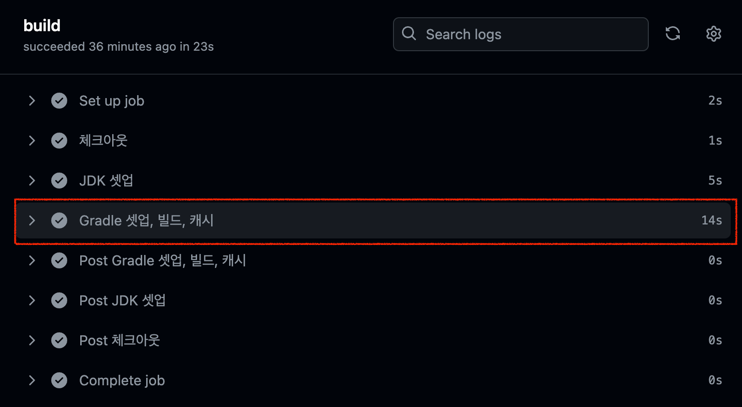 build
succeeded 36 minutes ago in 23s
Search logs
Set up job 2s
체크아웃 1s
JDK 셋업 5s
Gradle 셋업, 빌드, 캐시 14s
Post Gradle 셋업, 빌드, 캐시 0s
Post JDK 셋업 0s
Post 체크아웃 0s
Complete job 0s